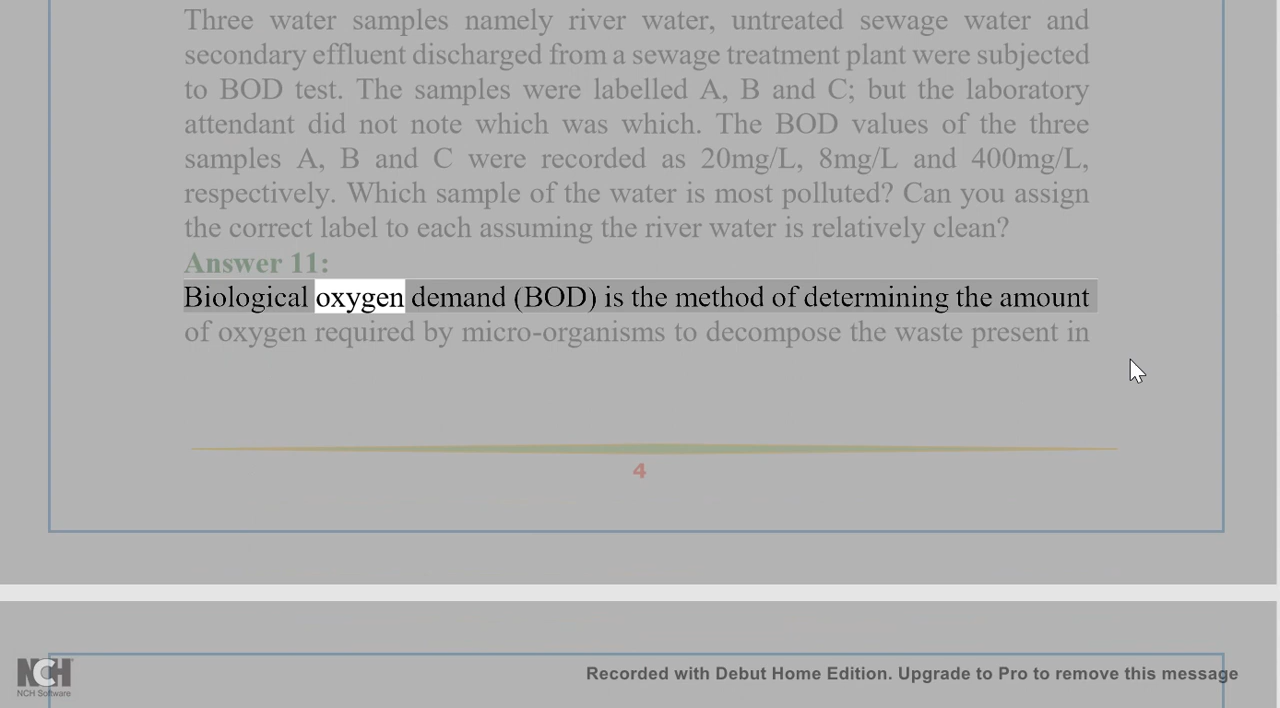 Three water samples namely river water, untreated sewage water and
secondary effluent discharged from a sewage treatment plant were subjected
to BOD test. The samples were labelled A, B and C; but the laboratory
attendant did not note which was which. The BOD values of the three
samples A, B and C were recorded as 20mg/L, 8mg/L and 400mg/L,
respectively. Which sample of the water is most polluted? Can you assign
the correct label to each assuming the river water is relatively clean?
Answer 11:
Biological oxygen demand (BOD) is the method of determining the amount
of oxygen required by micro-organisms to decompose the waste present in
4
NCH
NCH Software
Recorded with Debut Home Edition. Upgrade to Pro to remove this message